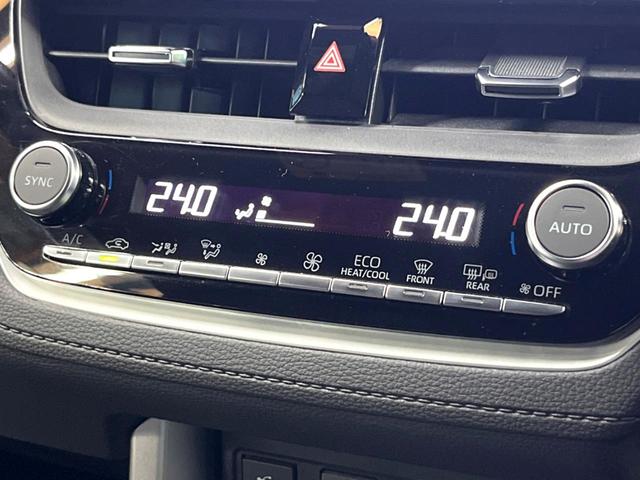 24.0 24.0
SYNC
AUTO
A/C
ECO
HEAT/COOL
FRONT
REAR
OFF